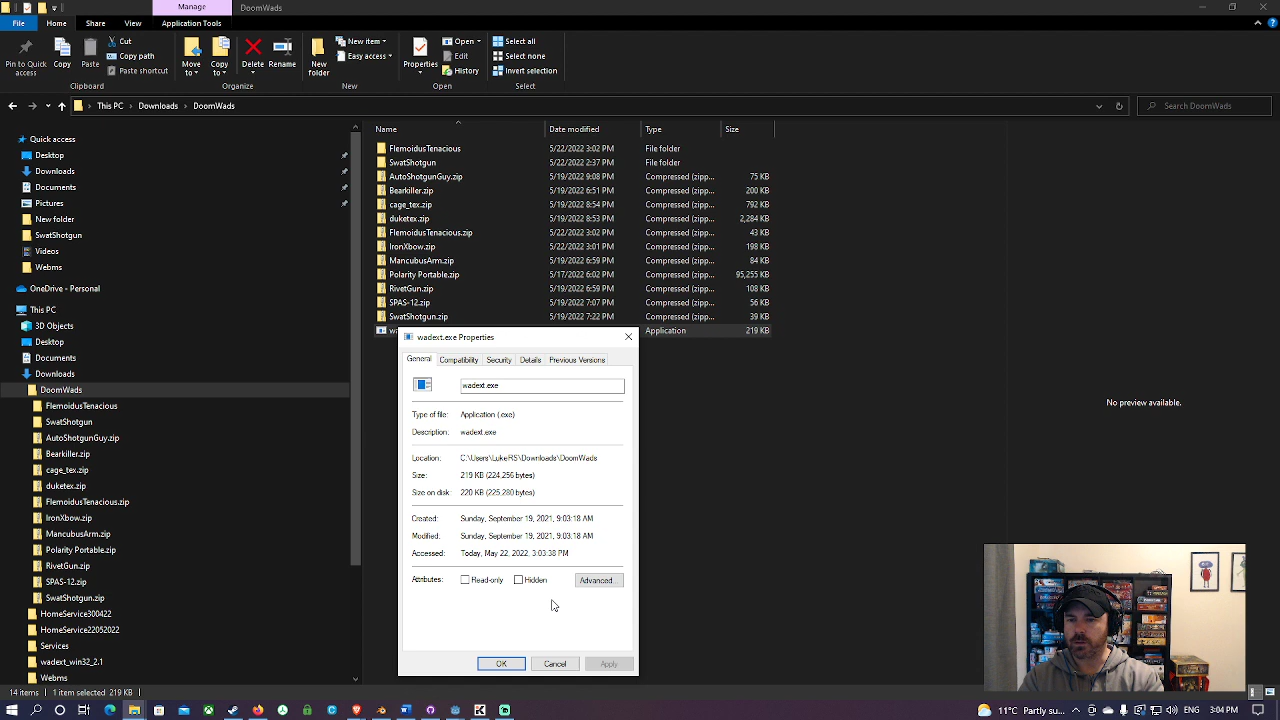 Manage
DoomWads
File
Home
Share
View
Application Tools
Pin to Quick access
Copy
Paste
Cut
Copy path
Paste shortcut
Move to
Copy to
Delete
Rename
New folder
New item
Easy access
Properties
Open
Edit
History
Select all
Select none
Invert selection
Clipboard
Organize
New
Open
Select
This PC
Downloads
DoomWads
Search DoomWads
Quick access
Desktop
Downloads
Documents
Pictures
New folder
SwatShotgun
Videos
Webms
OneDrive - Personal
This PC
3D Objects
Desktop
Documents
Downloads
DoomWads
FlemoidusTenacious
SwatShotgun
AutoShotgunGuy.zip
Bearkiller.zip
cage_tex.zip
duketex.zip
FlemoidusTenacious.zip
IronXbow.zip
MancubusArm.zip
Polarity Portable.zip
RivetGun.zip
SPAS-12.zip
SwatShotgun.zip
HomeService300422
HomeService22052022
Services
wadext_win32_2.1
Webms
Name Date modified Type Size
FlemoidusTenacious 5/22/2022 3:02 PM File folder
SwatShotgun 5/22/2022 2:37 PM File folder
AutoShotgunGuy.zip 5/19/2022 9:08 PM Compressed (zipp... 75 KB
Bearkiller.zip 5/19/2022 6:51 PM Compressed (zipp... 200 KB
cage_tex.zip 5/19/2022 8:54 PM Compressed (zipp... 792 KB
duketex.zip 5/19/2022 8:53 PM Compressed (zipp... 2,284 KB
FlemoidusTenacious.zip 5/22/2022 3:02 PM Compressed (zipp... 43 KB
IronXbow.zip 5/22/2022 3:01 PM Compressed (zipp... 198 KB
MancubusArm.zip 5/19/2022 6:59 PM Compressed (zipp... 84 KB
Polarity Portable.zip 5/17/2022 6:02 PM Compressed (zipp... 95,255 KB
RivetGun.zip 5/19/2022 6:59 PM Compressed (zipp... 108 KB
SPAS-12.zip 5/19/2022 7:07 PM Compressed (zipp... 56 KB
SwatShotgun.zip 5/19/2022 7:22 PM Compressed (zipp... 39 KB
Application 219 KB
wadext.exe Properties
General Compatibility Security Details Previous Versions
wadext.exe
Type of file: Application (.exe)
Description: wadext.exe
Location: C:\Users\LukeRS\Downloads\DoomWads
Size: 219 KB (224,256 bytes)
Size on disk: 220 KB (225,280 bytes)
Created: Sunday, September 19, 2021, 9:03:18 AM
Modified: Sunday, September 19, 2021, 9:03:18 AM
Accessed: Today, May 22, 2022, 3:03:38 PM
Attributes: Read-only Hidden Advanced...
OK Cancel Apply
No preview available.
14 items 1 item selected 219 KB
11°C Partly su... 3:04 PM